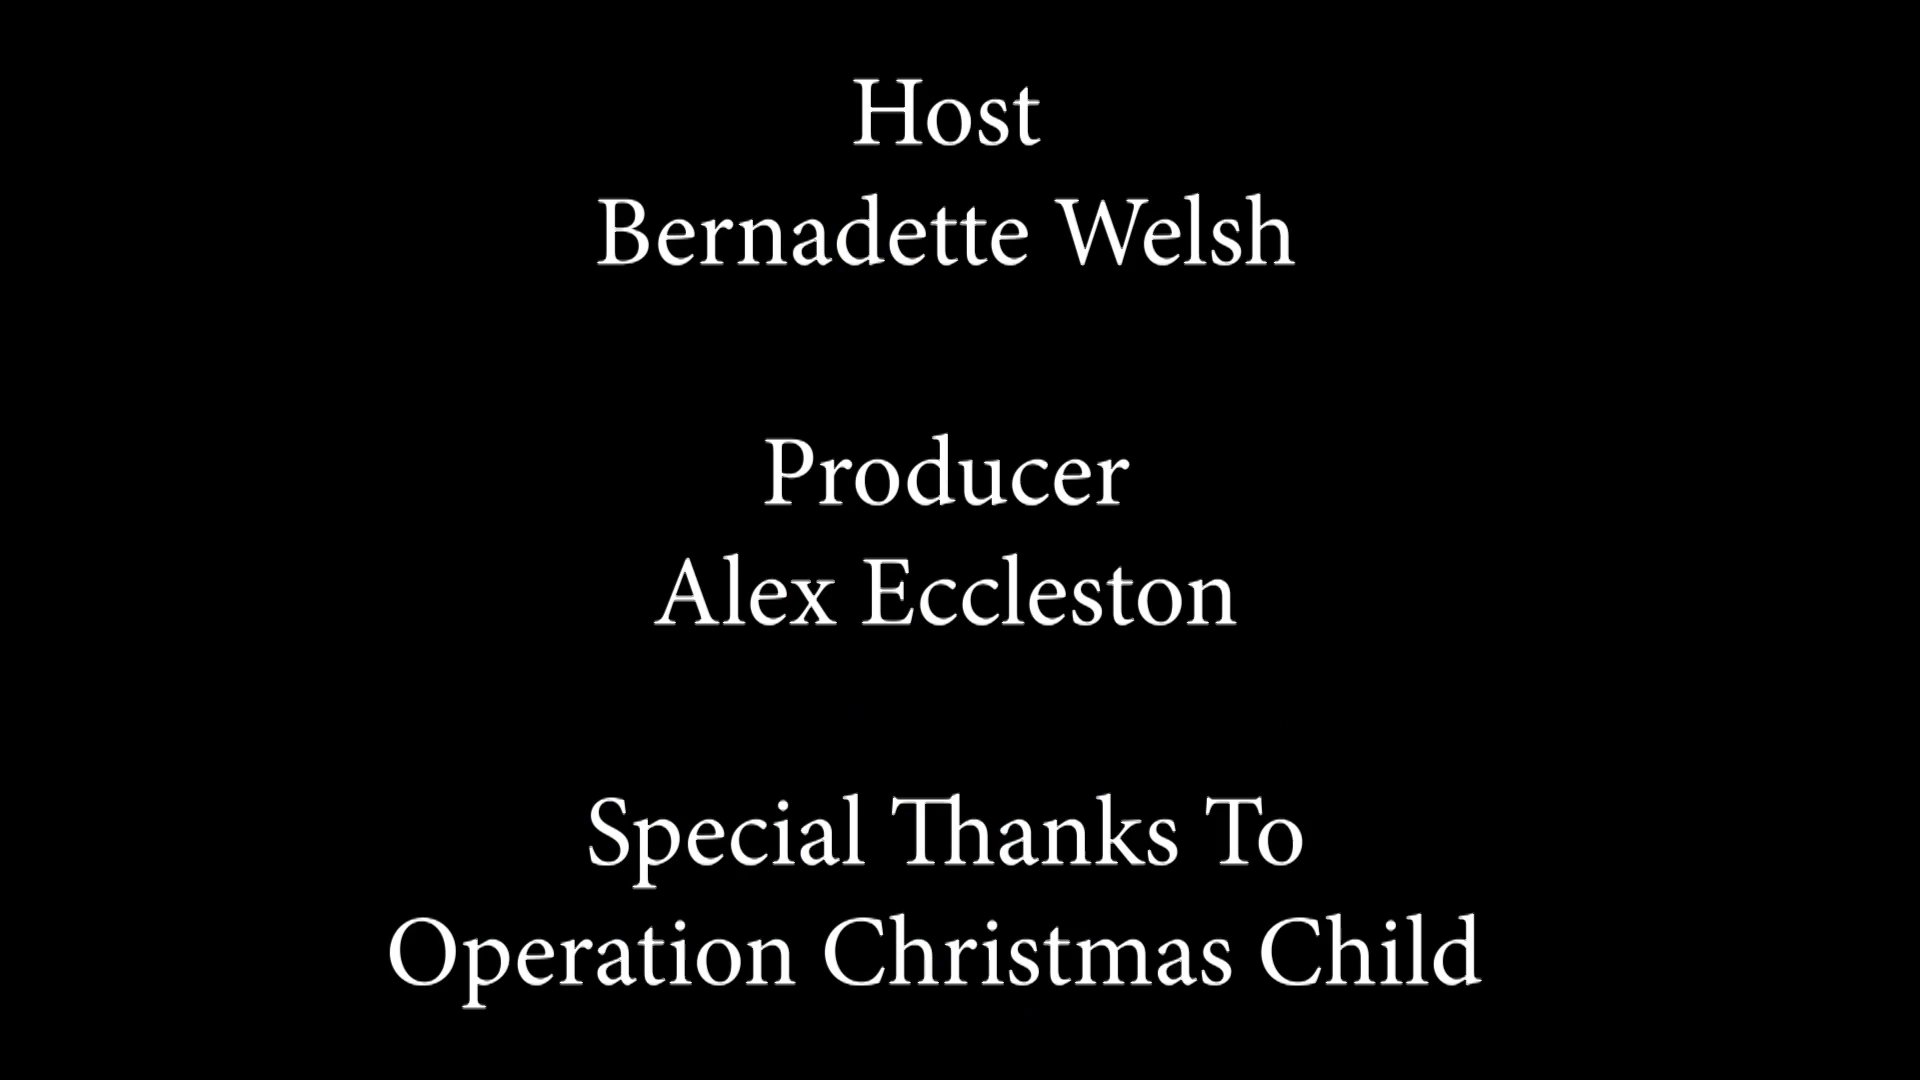 Host
Bernadette Welsh
Producer
Alex Eccleston
Special Thanks To
Operation Christmas Child